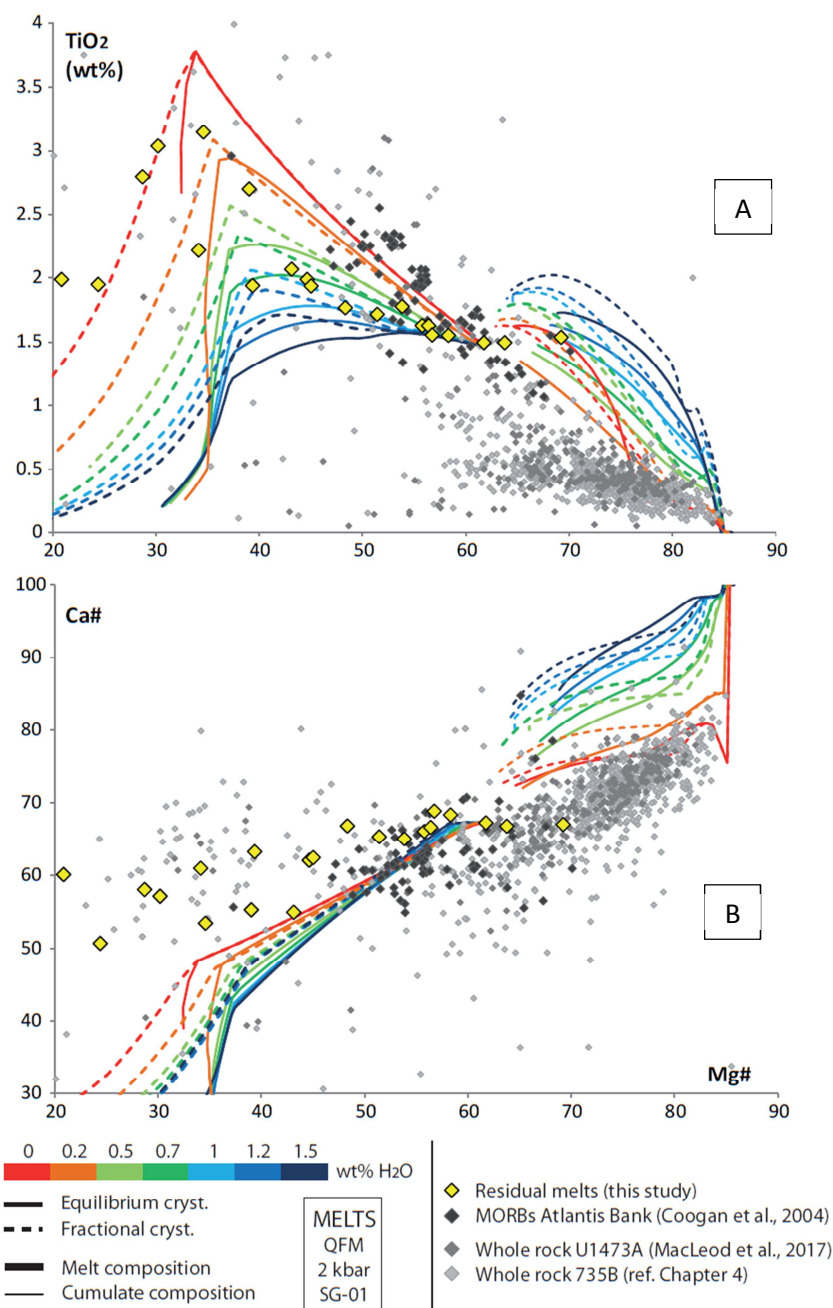 4
TiO2
(wt%)
3.5
3
2.5
A
2
1.5
1
0.5
0
20 30 40 50 60 70 80 90
100
Ca#
90
80
70
60
B
50
40
Mg#
30
20 30 40 50 60 70 80 90
0 0.2 0.5 0.7 1 1.2 1.5
wt% H2O
Equilibrium cryst.
Fractional cryst.
Melt composition
Cumulate composition
MELTS
QFM
2 kbar
SG-01
Residual melts (this study)
MORBs Atlantis Bank (Coogan et al., 2004)
Whole rock U1473A (MacLeod et al., 2017)
Whole rock 735B (ref. Chapter 4)